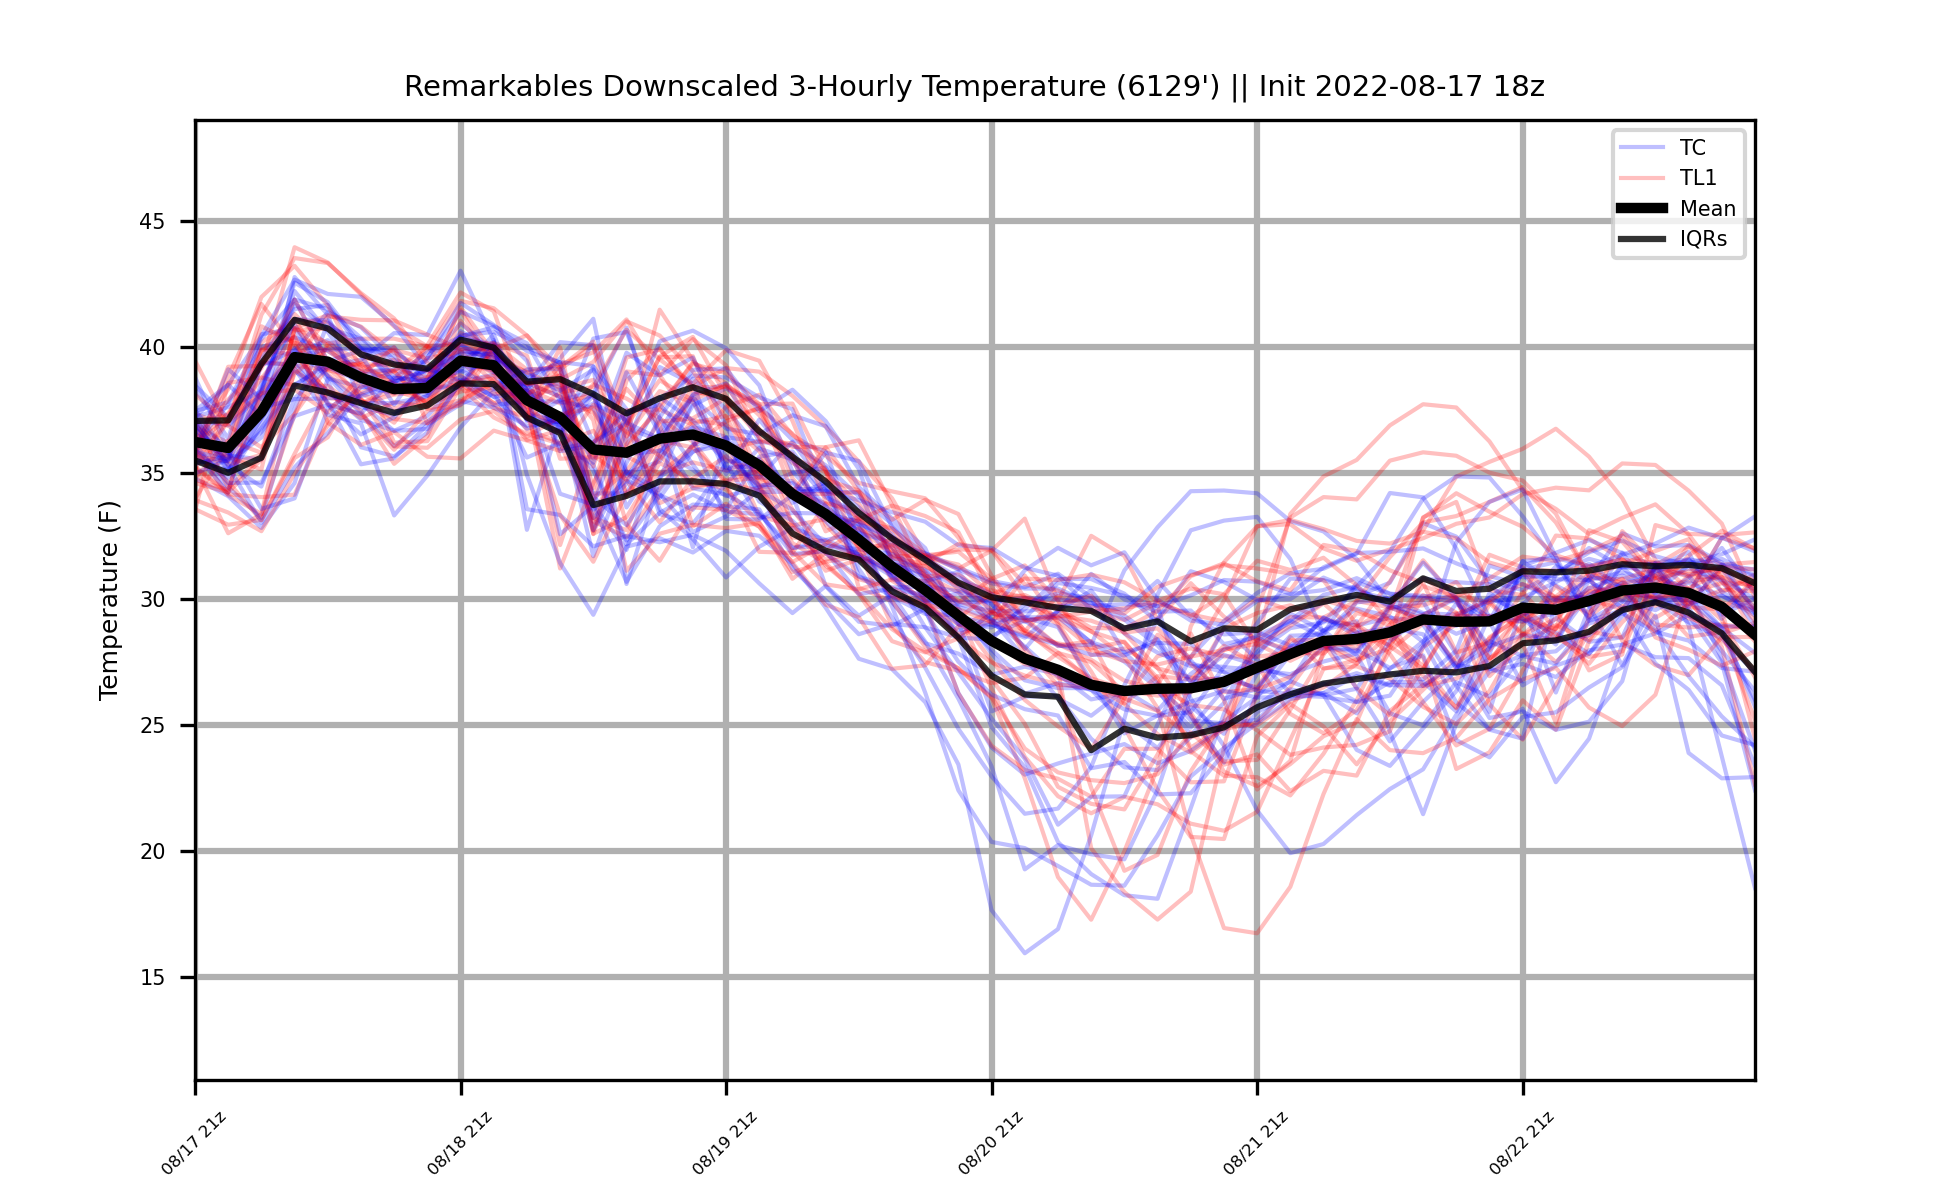 Remarkables Downscaled 3-Hourly Temperature (6129') || Init 2022-08-17 18z
TC
TL1
Mean
IQRs
Temperature (F)
45
40
35
30
25
20
15
08/17 21z
08/18 21z
08/19 21z
08/20 21z
08/21 21z
08/22 21z